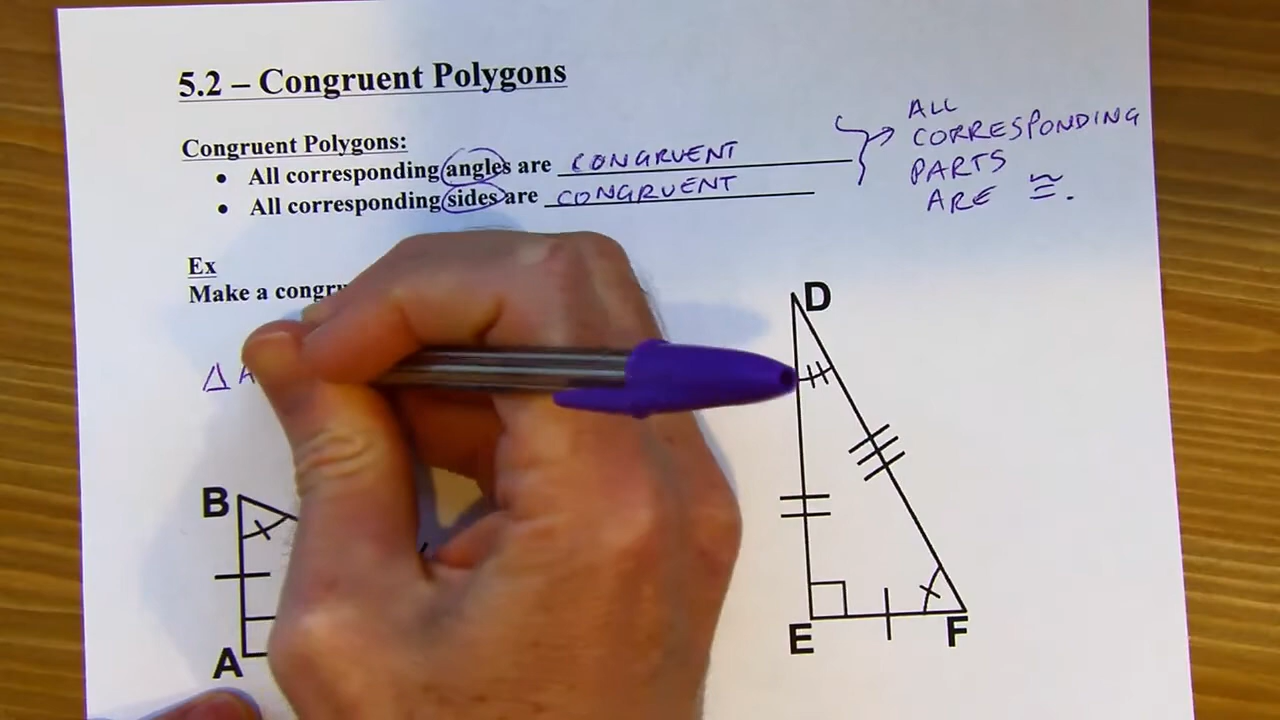 5.2 – Congruent Polygons
Congruent Polygons:
• All corresponding angles are CONGRUENT
• All corresponding sides are CONGRUENT
ALL
CORRESPONDING
PARTS
ARE ≅.
Ex
Make a
Δ A
D
B
A
E
F